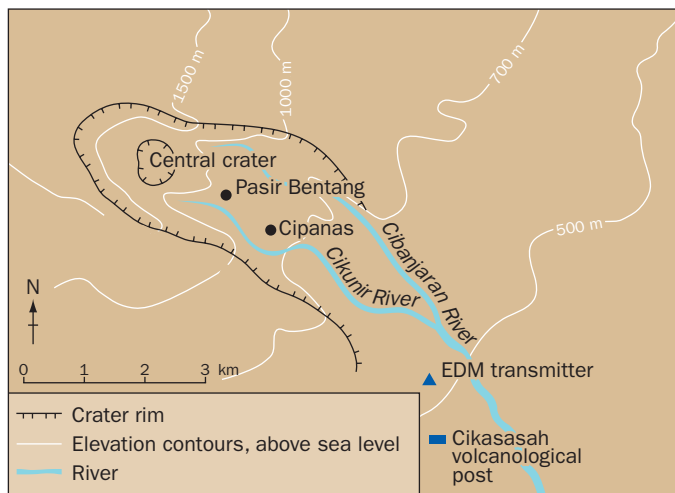 1500 m
1000 m
700 m
500 m
Central crater
Pasir Bentang
Cipanas
Cibanjaran River
Cikunir River
N
0 1 2 3 km
EDM transmitter
Crater rim
Elevation contours, above sea level
River
Cikasasah
volcanological
post